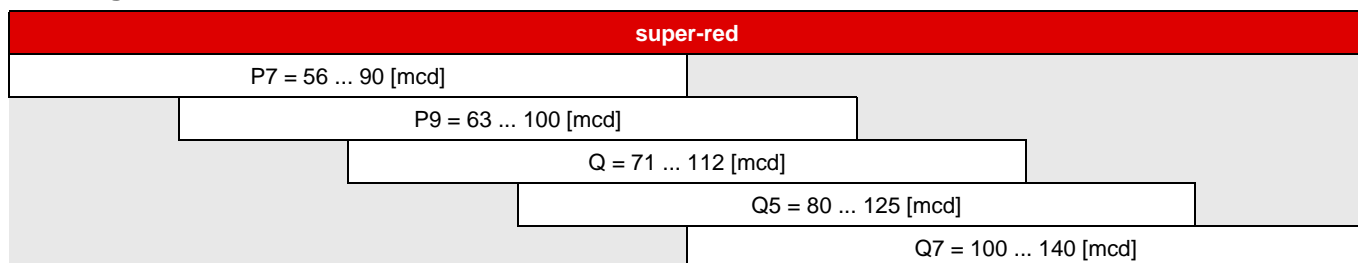 super-red
P7 = 56 ... 90 [mcd]
P9 = 63 ... 100 [mcd]
Q = 71 ... 112 [mcd]
Q5 = 80 ... 125 [mcd]
Q7 = 100 ... 140 [mcd]